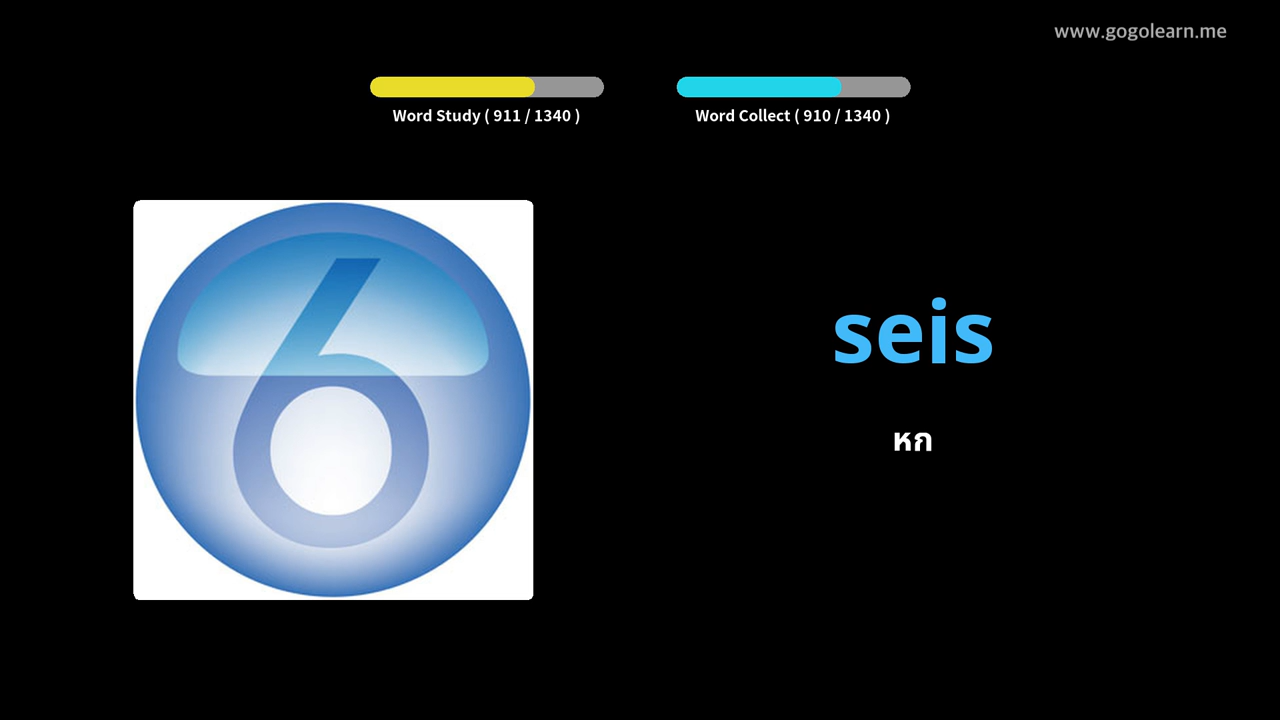 www.gogolearn.me
Word Study ( 911 / 1340 )
Word Collect ( 910 / 1340 )
6
seis
หก